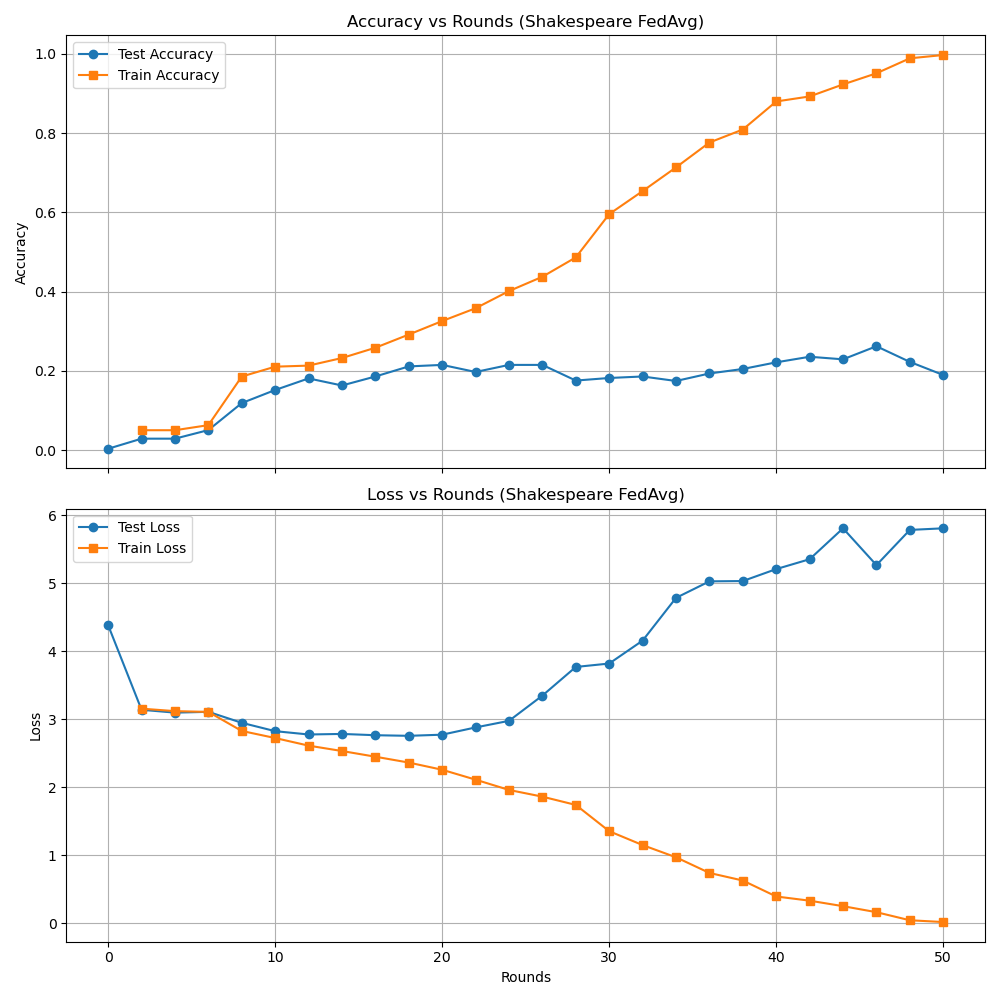 Accuracy vs Rounds (Shakespeare FedAvg)
Test Accuracy
Train Accuracy
1.0
0.8
0.6
0.4
0.2
0.0
Accuracy
Loss vs Rounds (Shakespeare FedAvg)
Test Loss
Train Loss
6
5
4
3
2
1
0
Loss
0 10 20 30 40 50
Rounds